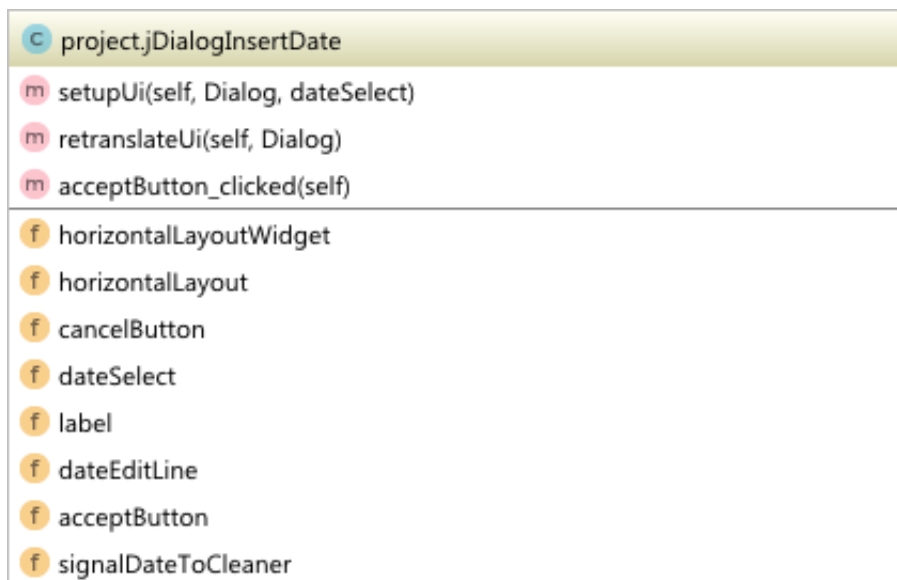 C project.jDialogInsertDate
m setupUi(self, Dialog, dateSelect)
m retranslateUi(self, Dialog)
m acceptButton_clicked(self)
f horizontalLayoutWidget
f horizontalLayout
f cancelButton
f dateSelect
f label
f dateEditLine
f acceptButton
f signalDateToCleaner